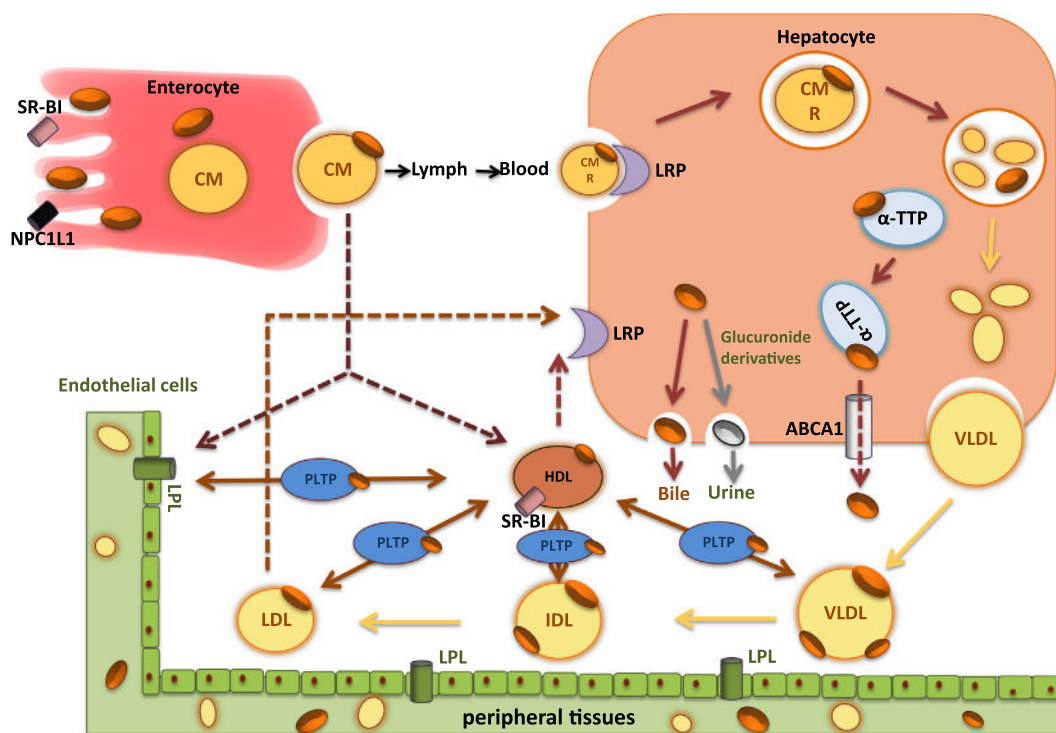 Hepatocyte
Enterocyte
SR-BI
CM
R
CM
CM
Lymph
Blood
CM
R
LRP
α-TTP
NPC1L1
α-TTP
LRP
Glucuronide
derivatives
Endothelial cells
ABCA1
VLDL
PLTP
HDL
LPL
Bile
Urine
SR-BI
PLTP
PLTP
PLTP
LDL
IDL
VLDL
LPL
LPL
peripheral tissues